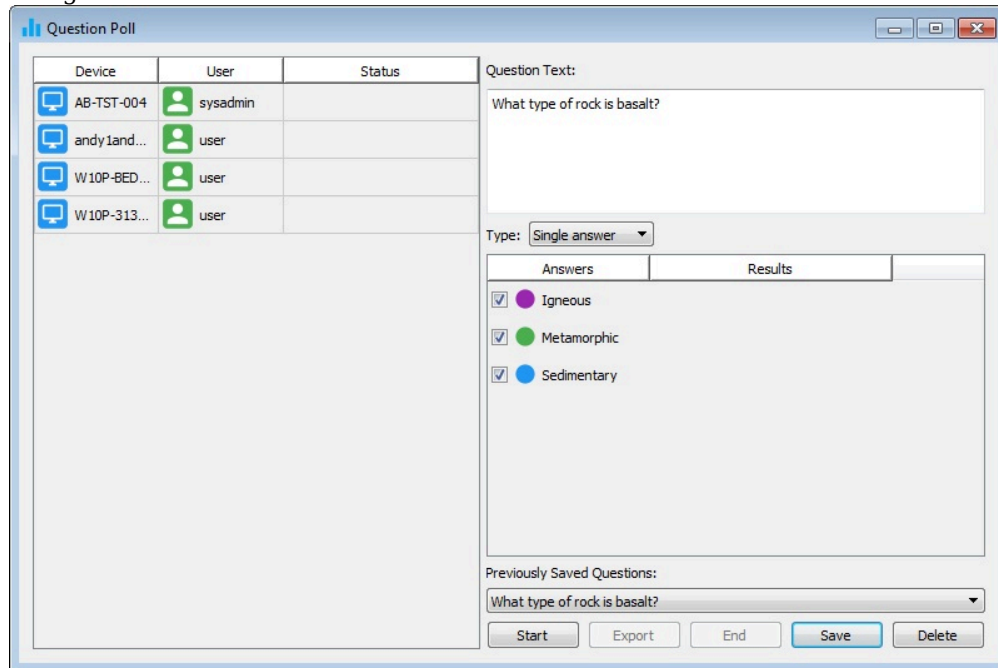 Question Poll
Device User Status
AB-TST-004 sysadmin
andy1and... user
W10P-BED... user
W10P-313... user
Question Text:
What type of rock is basalt?
Type: Single answer
Answers Results
Igneous
Metamorphic
Sedimentary
Previously Saved Questions:
What type of rock is basalt?
Start Export End Save Delete